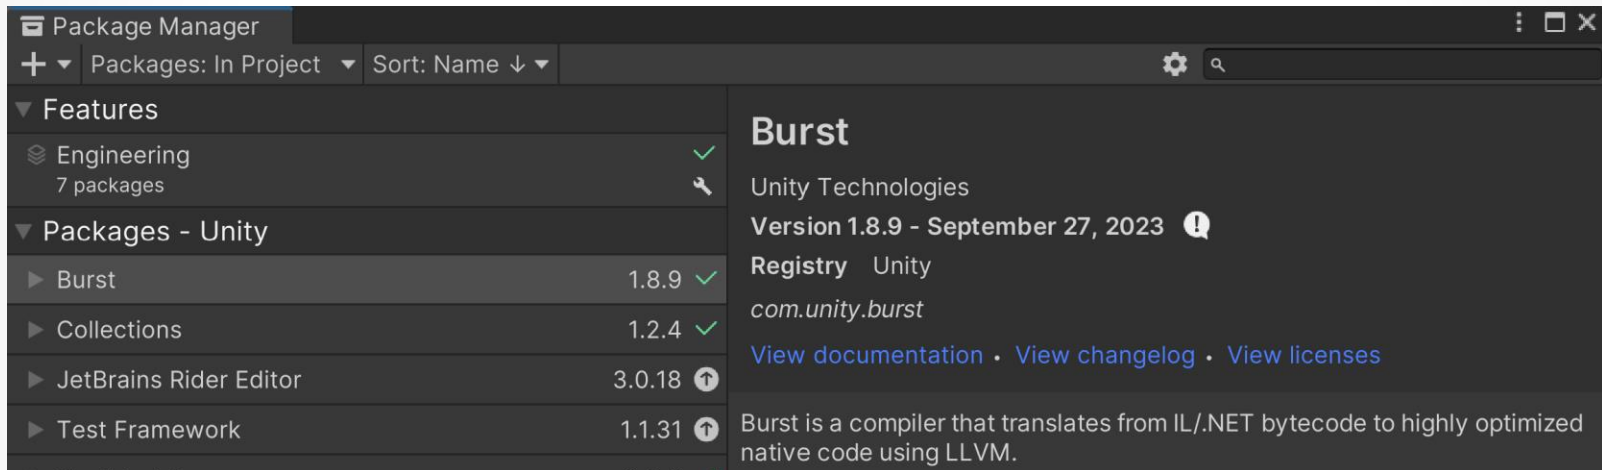 Package Manager
Packages: In Project Sort: Name ↓
Features
Engineering
7 packages
Packages - Unity
Burst 1.8.9
Collections 1.2.4
JetBrains Rider Editor 3.0.18
Test Framework 1.1.31
Burst
Unity Technologies
Version 1.8.9 - September 27, 2023
Registry Unity
com.unity.burst
View documentation • View changelog • View licenses
Burst is a compiler that translates from IL/.NET bytecode to highly optimized
native code using LLVM.